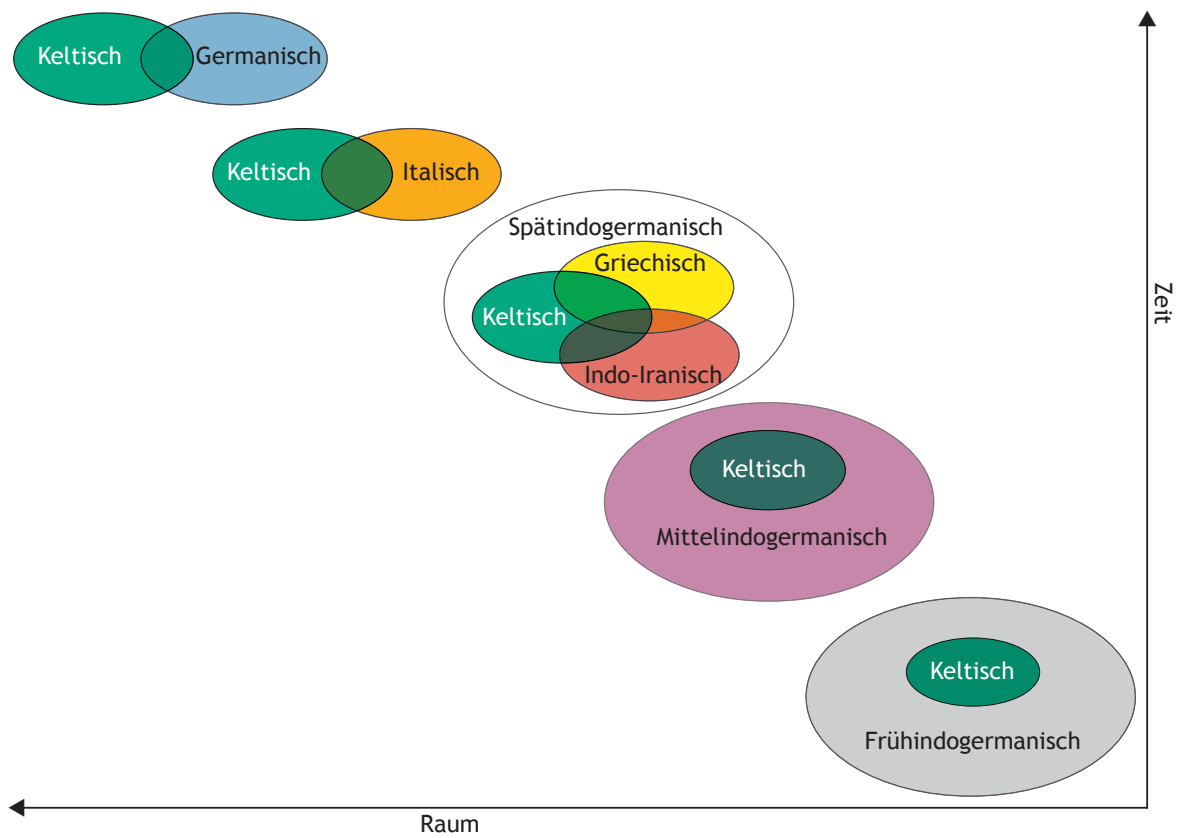 Keltisch
Germanisch
Keltisch
Italisch
Spätindogermanisch
Griechisch
Keltisch
Indo-Iranisch
Zeit
Keltisch
Mittelindogermanisch
Keltisch
Frühindogermanisch
Raum